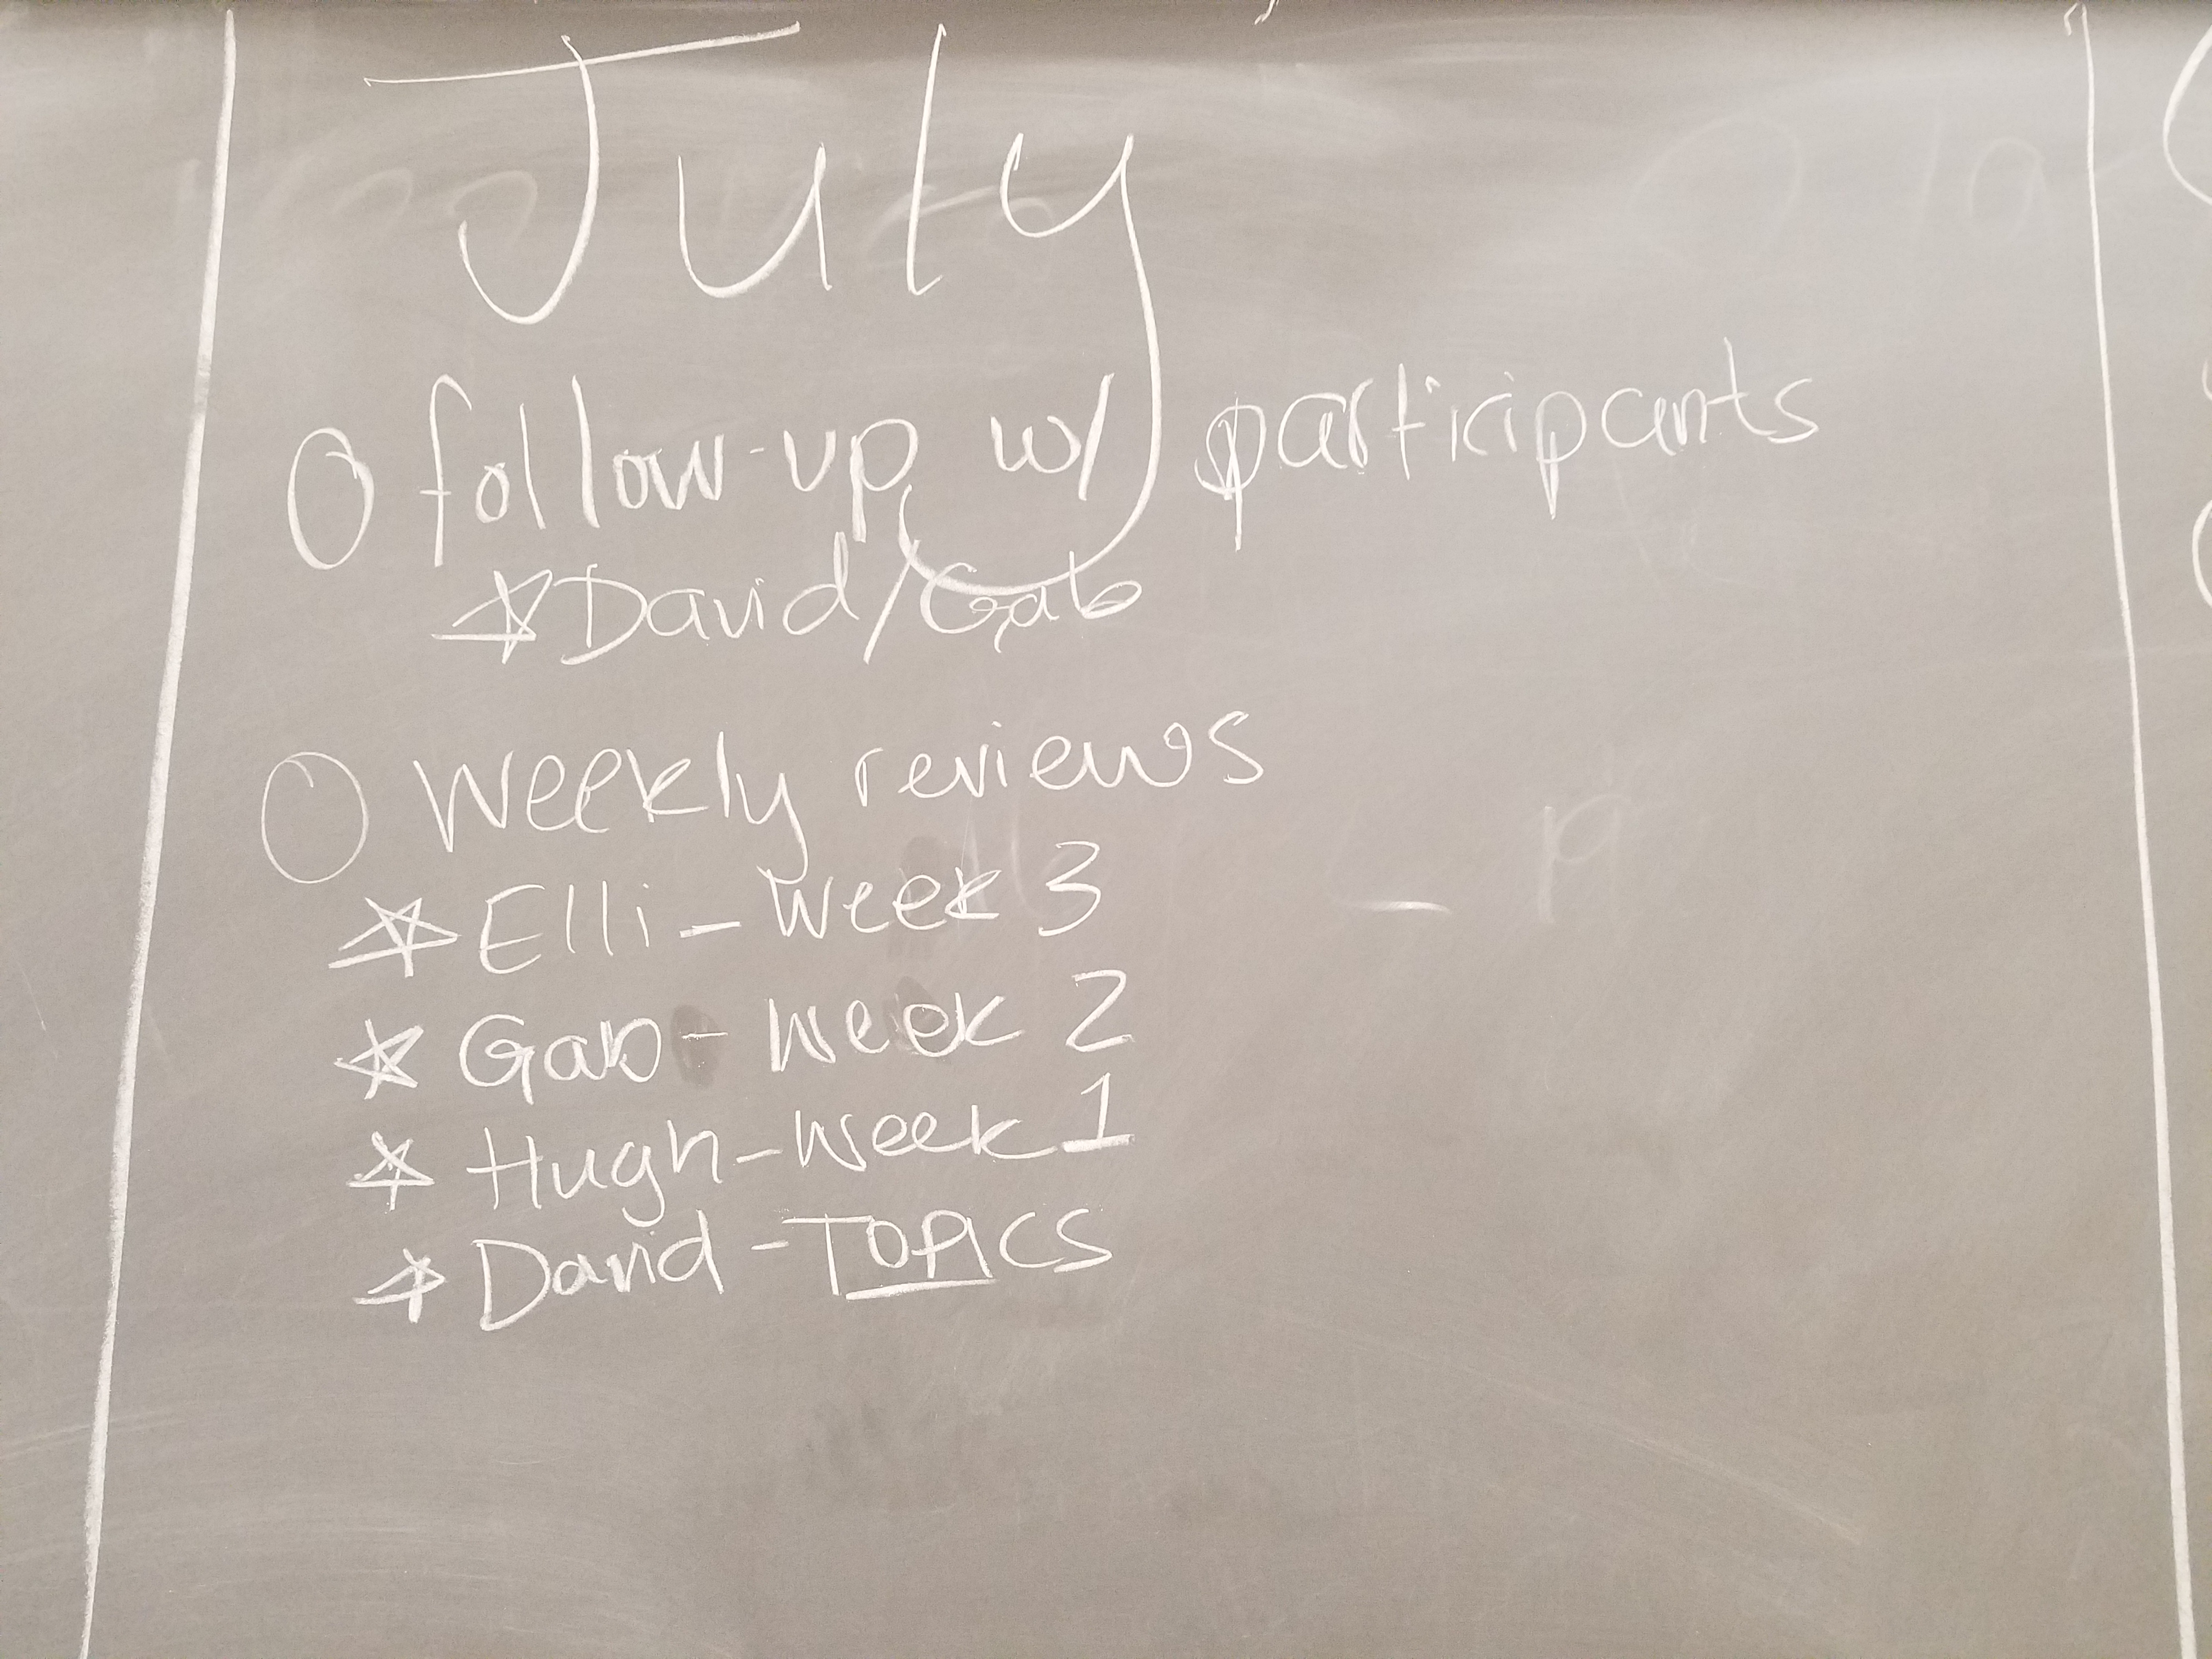 July
follow-up w/ participants
David/Gab
Weekly reviews
Elli - Week 3
Gab - Week 2
Hugh - Week 1
David - TOPICS